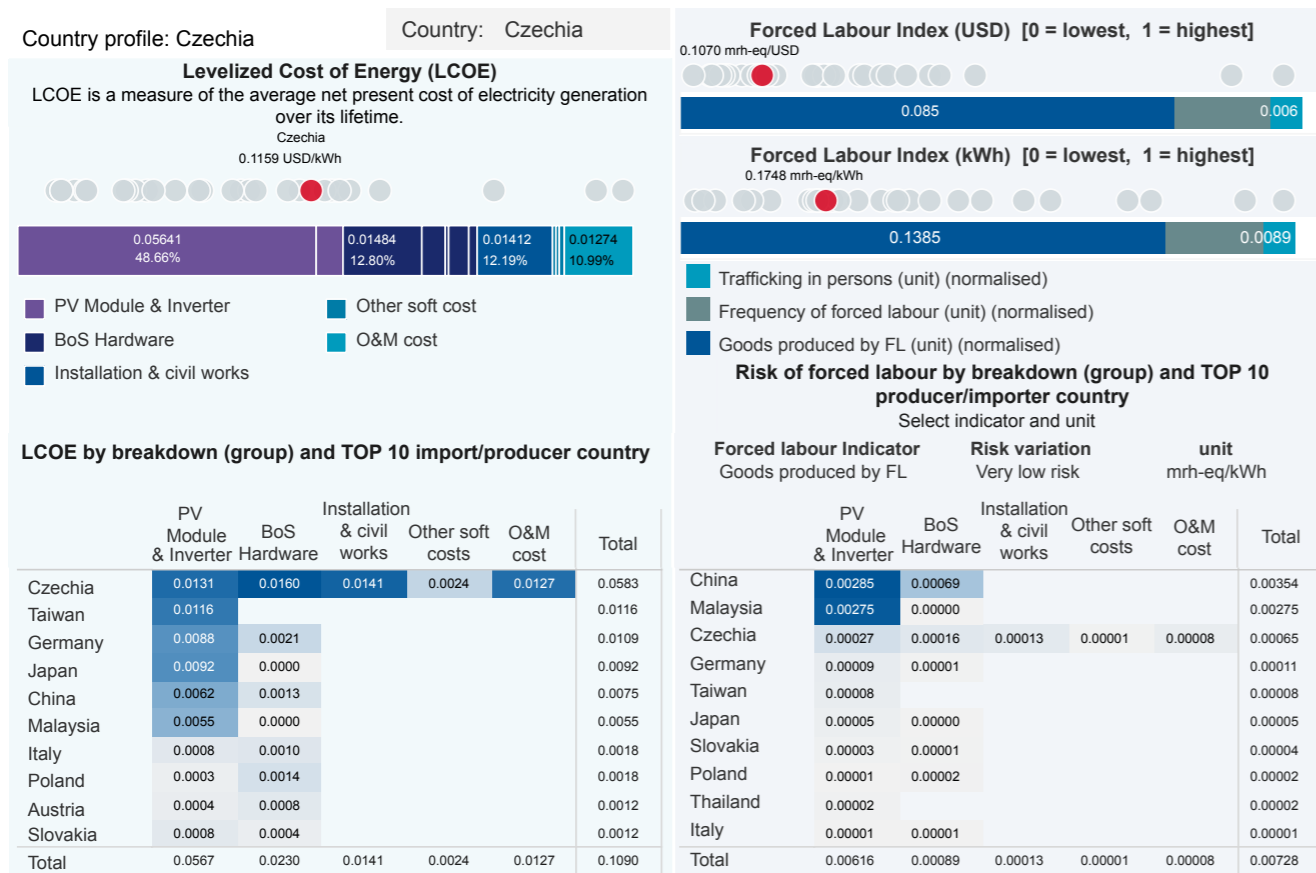 Country profile: Czechia
Country: Czechia
Levelized Cost of Energy (LCOE)
LCOE is a measure of the average net present cost of electricity generation
over its lifetime.
Czechia
0.1159 USD/kWh
0.05641 0.01484 0.01412 0.01274
48.66% 12.80% 12.19% 10.99%
PV Module & Inverter Other soft cost
BoS Hardware O&M cost
Installation & civil works
LCOE by breakdown (group) and TOP 10 import/producer country
PV
Module
& Inverter
BoS
Hardware
Installation
& civil
works
Other soft
costs
O&M
cost
Total
Czechia 0.0131 0.0160 0.0141 0.0024 0.0127 0.0583
Taiwan 0.0116 0.0116
Germany 0.0088 0.0021 0.0109
Japan 0.0092 0.0000 0.0092
China 0.0062 0.0013 0.0075
Malaysia 0.0055 0.0000 0.0055
Italy 0.0008 0.0010 0.0018
Poland 0.0003 0.0014 0.0018
Austria 0.0004 0.0008 0.0012
Slovakia 0.0008 0.0004 0.0012
Total 0.0567 0.0230 0.0141 0.0024 0.0127 0.1090
Forced Labour Index (USD) [0 = lowest, 1 = highest]
0.1070 mrh-eq/USD
0.085 0.006
Forced Labour Index (kWh) [0 = lowest, 1 = highest]
0.1748 mrh-eq/kWh
0.1385 0.0089
Trafficking in persons (unit) (normalised)
Frequency of forced labour (unit) (normalised)
Goods produced by FL (unit) (normalised)
Risk of forced labour by breakdown (group) and TOP 10
producer/importer country
Select indicator and unit
Forced labour Indicator Risk variation unit
Goods produced by FL Very low risk mrh-eq/kWh
PV
Module
& Inverter
BoS
Hardware
Installation
& civil
works
Other soft
costs
O&M
cost
Total
China 0.00285 0.00069 0.00354
Malaysia 0.00275 0.00000 0.00275
Czechia 0.00027 0.00016 0.00013 0.00001 0.00008 0.00065
Germany 0.00009 0.00001 0.00011
Taiwan 0.00008 0.00008
Japan 0.00005 0.00000 0.00005
Slovakia 0.00003 0.00001 0.00004
Poland 0.00001 0.00002 0.00002
Thailand 0.00002 0.00002
Italy 0.00001 0.00001 0.00001
Total 0.00616 0.00089 0.00013 0.00001 0.00008 0.00728